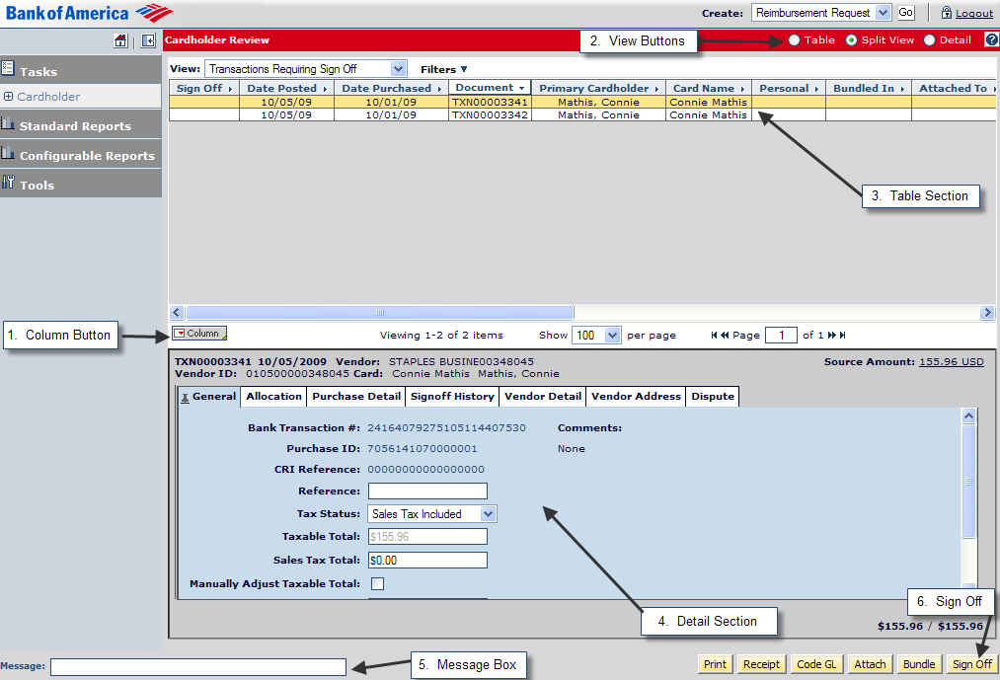 Bank of America
Create: Reimbursement Request Go Logout
Cardholder Review
2. View Buttons
Table Split View Detail ?
Tasks
Cardholder
Standard Reports
Configurable Reports
Tools
View: Transactions Requiring Sign Off Filters
Sign Off Date Posted Date Purchased Document Primary Cardholder Card Name Personal Bundled In Attached To
10/05/09 10/01/09 TXN00003341 Mathis, Connie Connie Mathis
10/05/09 10/01/09 TXN00003342 Mathis, Connie Connie Mathis
3. Table Section
1. Column Button
Column Viewing 1-2 of 2 items Show 100 per page Page 1 of 1
TXN00003341 10/05/2009 Vendor: STAPLES BUSINE00348045 Source Amount: 155.96 USD
Vendor ID: 010500000348045 Card: Connie Mathis Mathis, Connie
General Allocation Purchase Detail Signoff History Vendor Detail Vendor Address Dispute
Bank Transaction #: 24164079275105114407530 Comments:
Purchase ID: 7056141070000001 None
CRI Reference: 00000000000000000
Reference:
Tax Status: Sales Tax Included
Taxable Total: $155.96
Sales Tax Total: $0.00
Manually Adjust Taxable Total:
6. Sign Off
4. Detail Section
$155.96 / $155.96
Message:
5. Message Box
Print Receipt Code GL Attach Bundle Sign Off